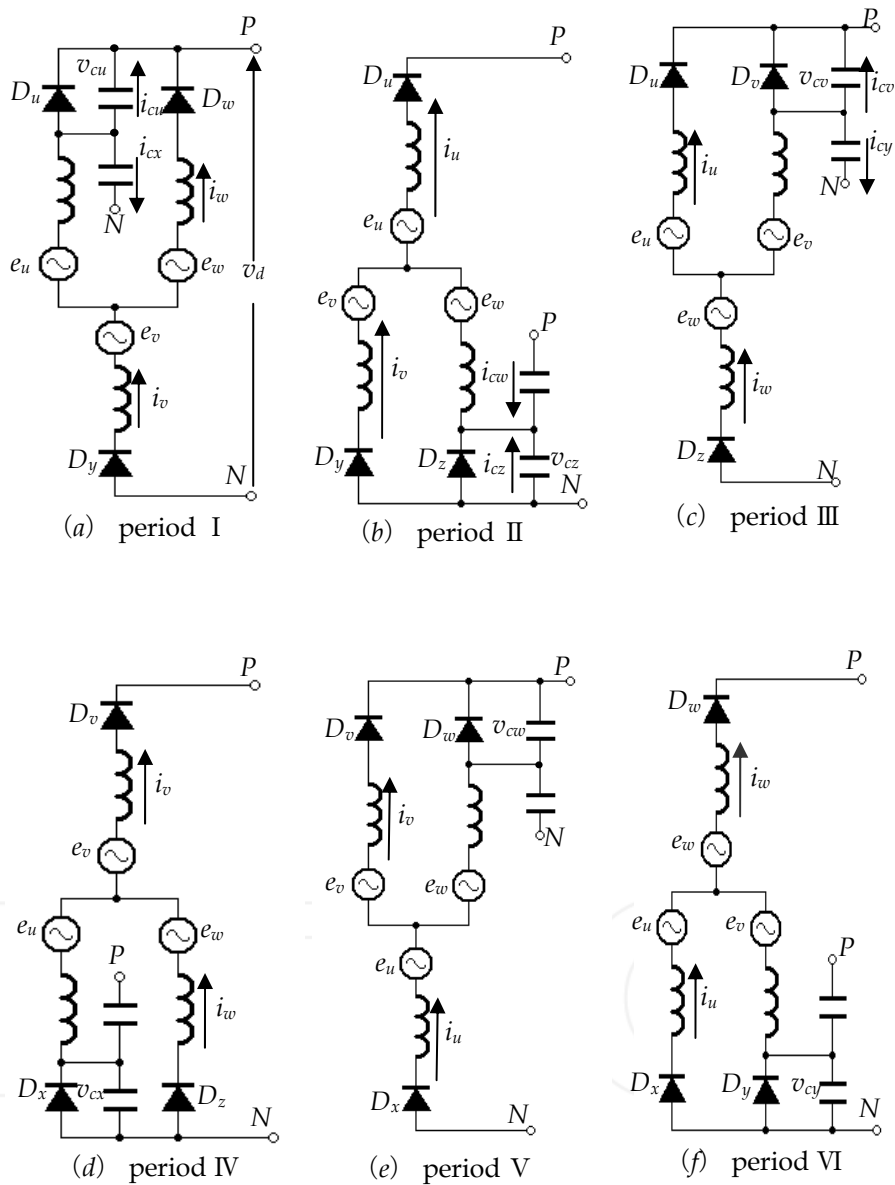 P
v_cu
D_u
i_cu
D_w
i_cx
i_w
N
e_u
e_w
v_d
e_v
i_v
D_y
N
(a) period Ⅰ
P
D_u
i_u
e_u
e_v
e_w
P
i_v
i_cw
D_y
D_z
i_cz
v_cz
N
(b) period Ⅱ
P
D_u
D_v
v_cv
i_cv
i_u
i_cy
N
e_u
e_v
e_w
i_w
D_z
N
(c) period Ⅲ
P
D_v
i_v
e_v
e_u
e_w
P
i_w
D_x
v_cx
D_z
N
(d) period Ⅳ
P
D_v
D_w
v_cw
i_v
N
e_v
e_w
e_u
i_u
D_x
N
(e) period Ⅴ
P
D_w
i_w
e_w
e_u
e_v
P
i_u
D_x
D_y
v_cy
N
(f) period Ⅵ